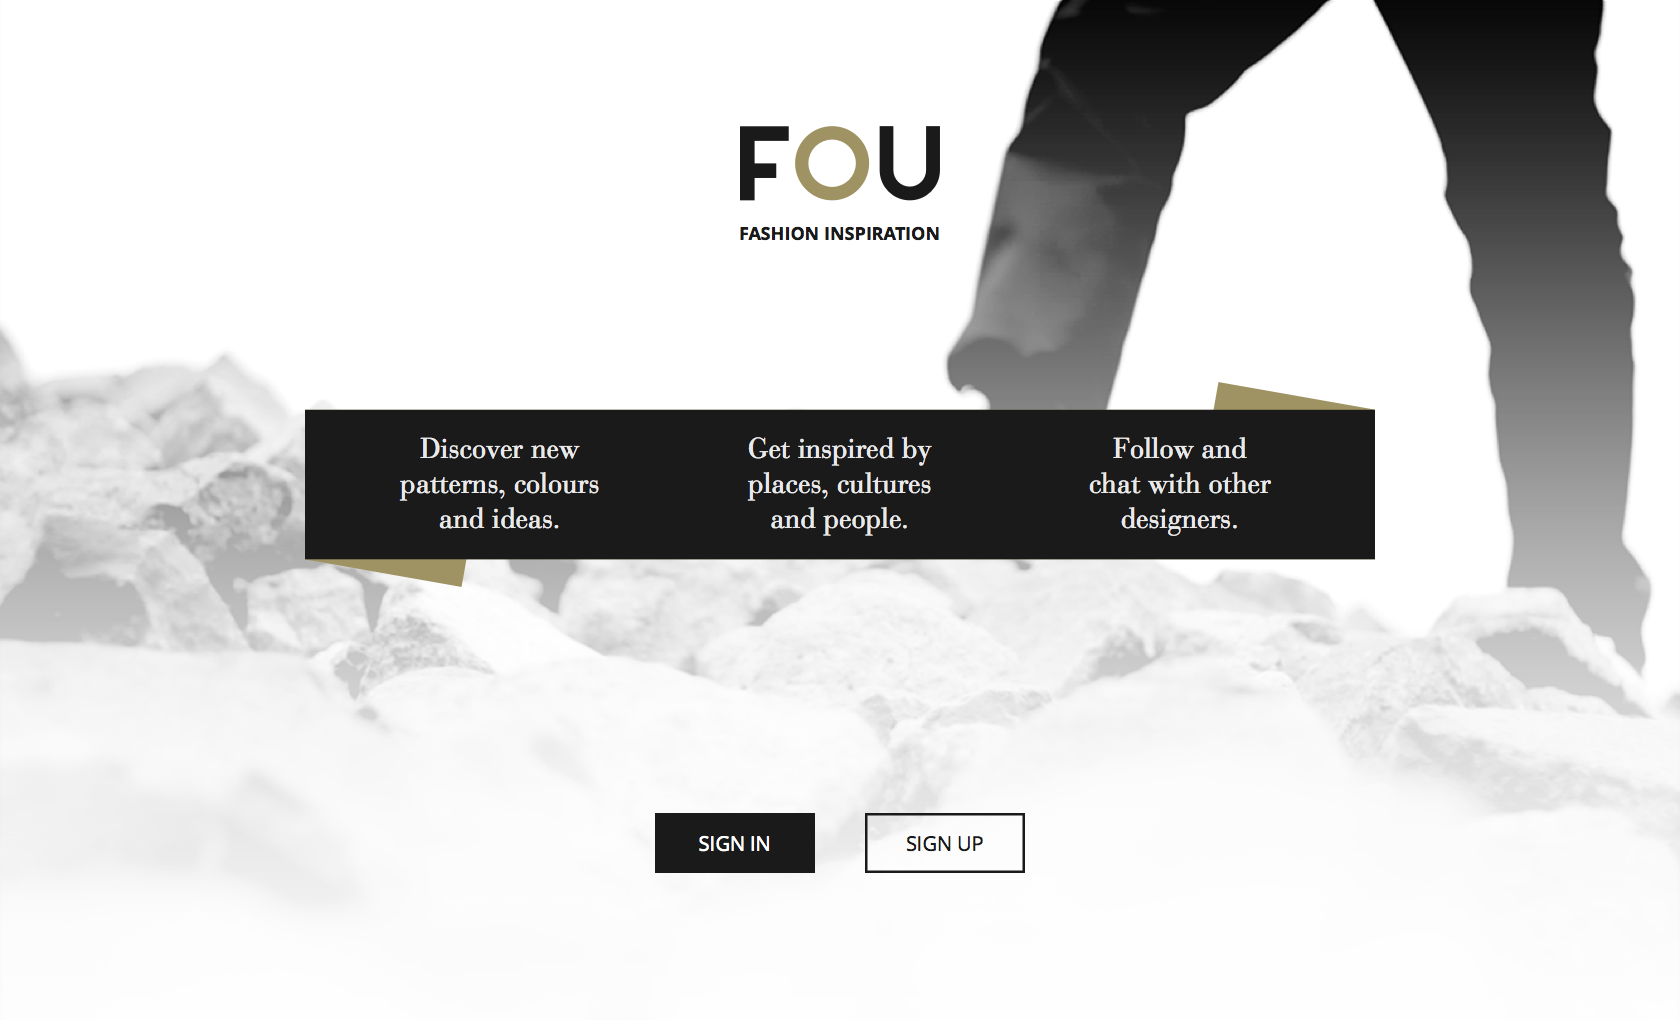 FOU
FASHION INSPIRATION
Discover new
patterns, colours
and ideas.
Get inspired by
places, cultures
and people.
Follow and
chat with other
designers.
SIGN IN
SIGN UP